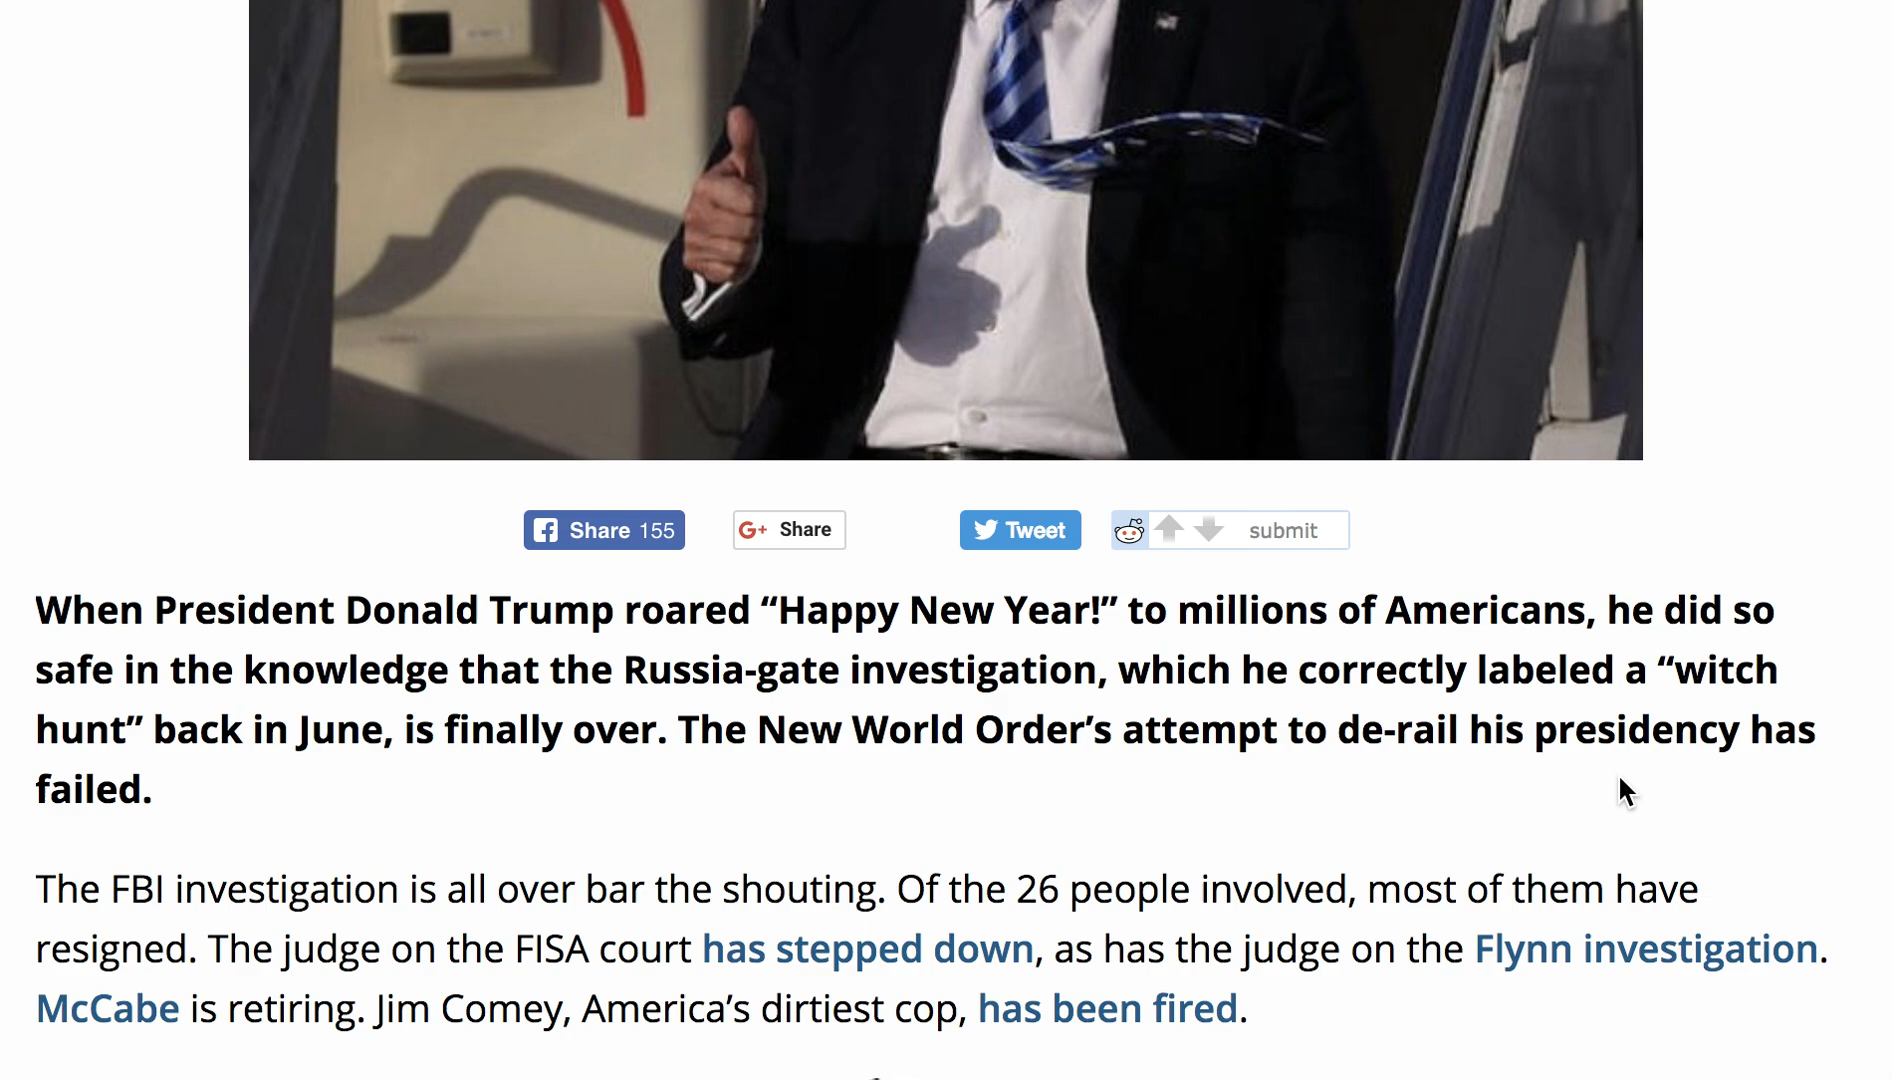 Share 155
G+ Share
Tweet
submit
When President Donald Trump roared “Happy New Year!” to millions of Americans, he did so
safe in the knowledge that the Russia-gate investigation, which he correctly labeled a “witch
hunt” back in June, is finally over. The New World Order’s attempt to de-rail his presidency has
failed.
The FBI investigation is all over bar the shouting. Of the 26 people involved, most of them have
resigned. The judge on the FISA court has stepped down, as has the judge on the Flynn investigation.
McCabe is retiring. Jim Comey, America’s dirtiest cop, has been fired.